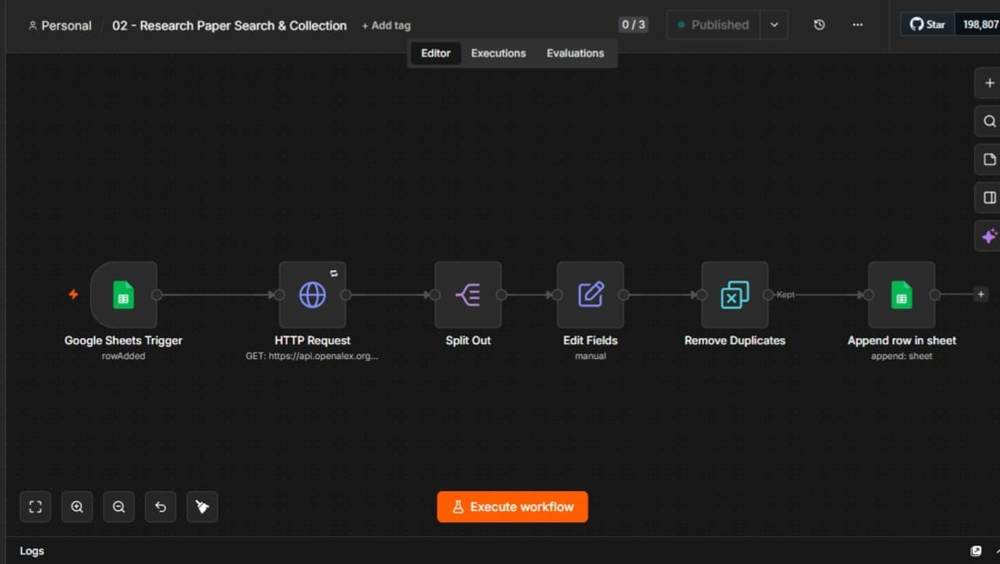 Personal / 02 - Research Paper Search & Collection + Add tag 0 / 3 Published ... Star 198,807
Editor Executions Evaluations
Kept
Google Sheets Trigger HTTP Request Split Out Edit Fields Remove Duplicates Append row in sheet
rowAdded GET: https://api.openalex.org... manual append: sheet
Execute workflow
Logs